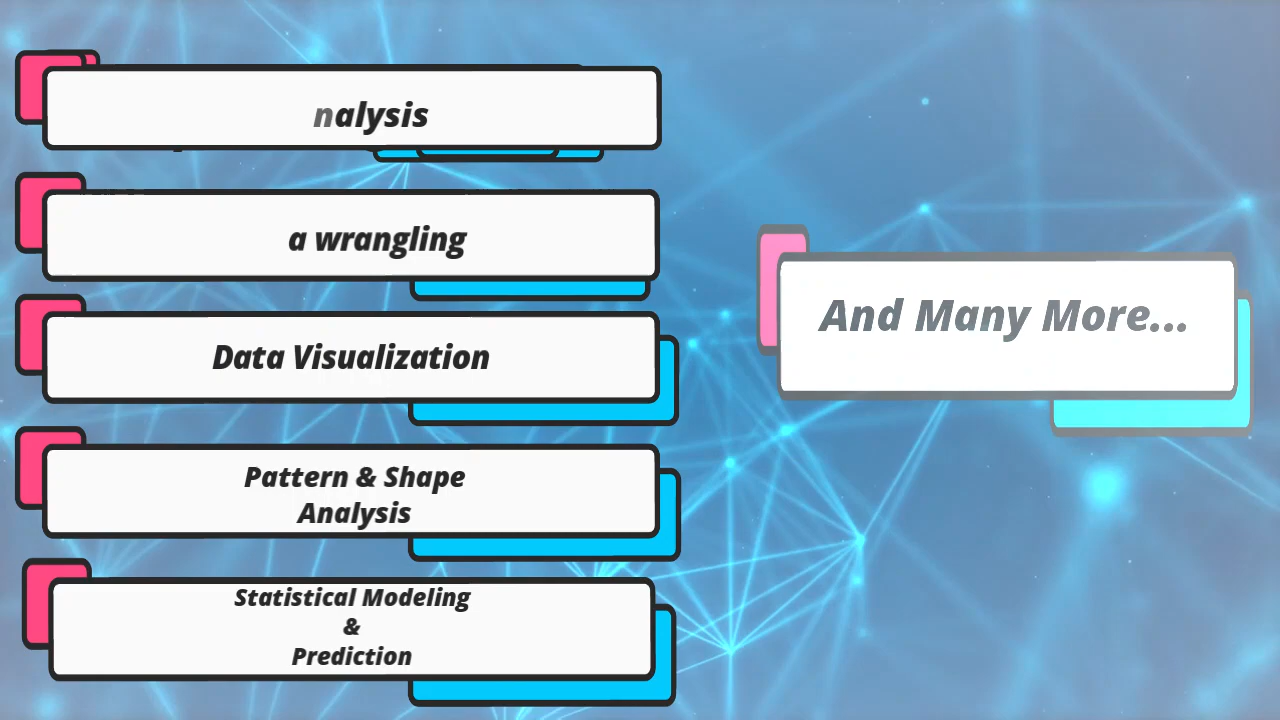 nalysis
a wrangling
Data Visualization
Pattern & Shape
Analysis
Statistical Modeling
&
Prediction
And Many More...